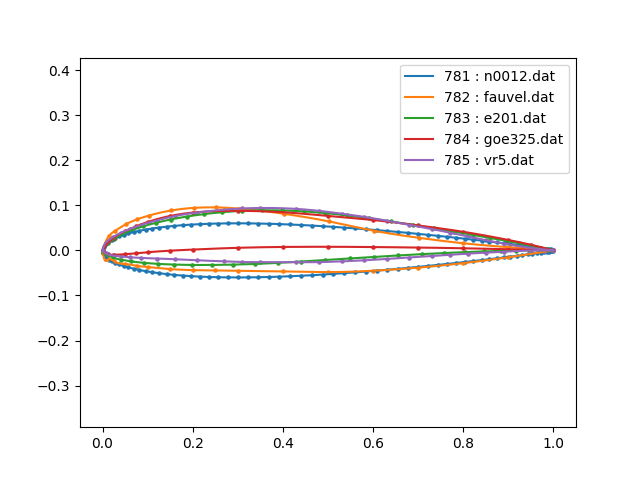 0.4
0.3
0.2
0.1
0.0
−0.1
−0.2
−0.3
0.0 0.2 0.4 0.6 0.8 1.0
781 : n0012.dat
782 : fauvel.dat
783 : e201.dat
784 : goe325.dat
785 : vr5.dat